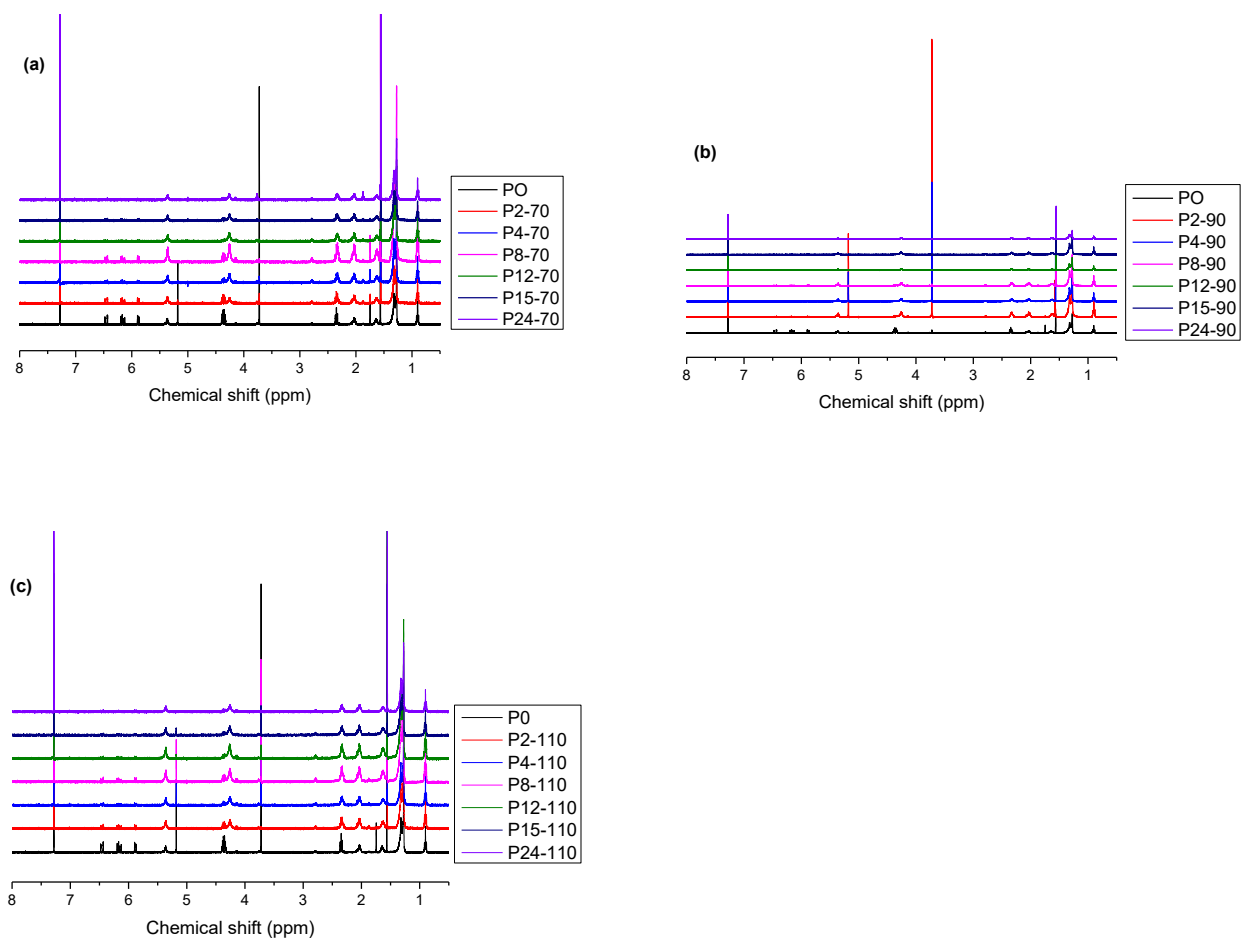 (a)
PO
P2-70
P4-70
P8-70
P12-70
P15-70
P24-70
8 7 6 5 4 3 2 1
Chemical shift (ppm)
(b)
PO
P2-90
P4-90
P8-90
P12-90
P15-90
P24-90
8 7 6 5 4 3 2 1
Chemical shift (ppm)
(c)
P0
P2-110
P4-110
P8-110
P12-110
P15-110
P24-110
8 7 6 5 4 3 2 1
Chemical shift (ppm)